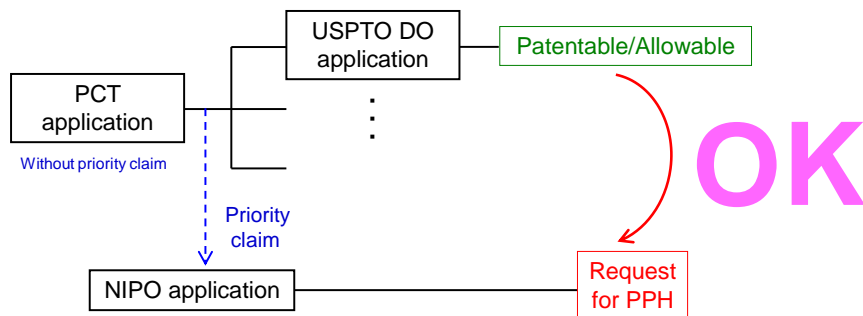 USPTO DO
application
Patentable/Allowable
PCT
application
Without priority claim
OK
Priority
claim
NIPO application
Request
for PPH